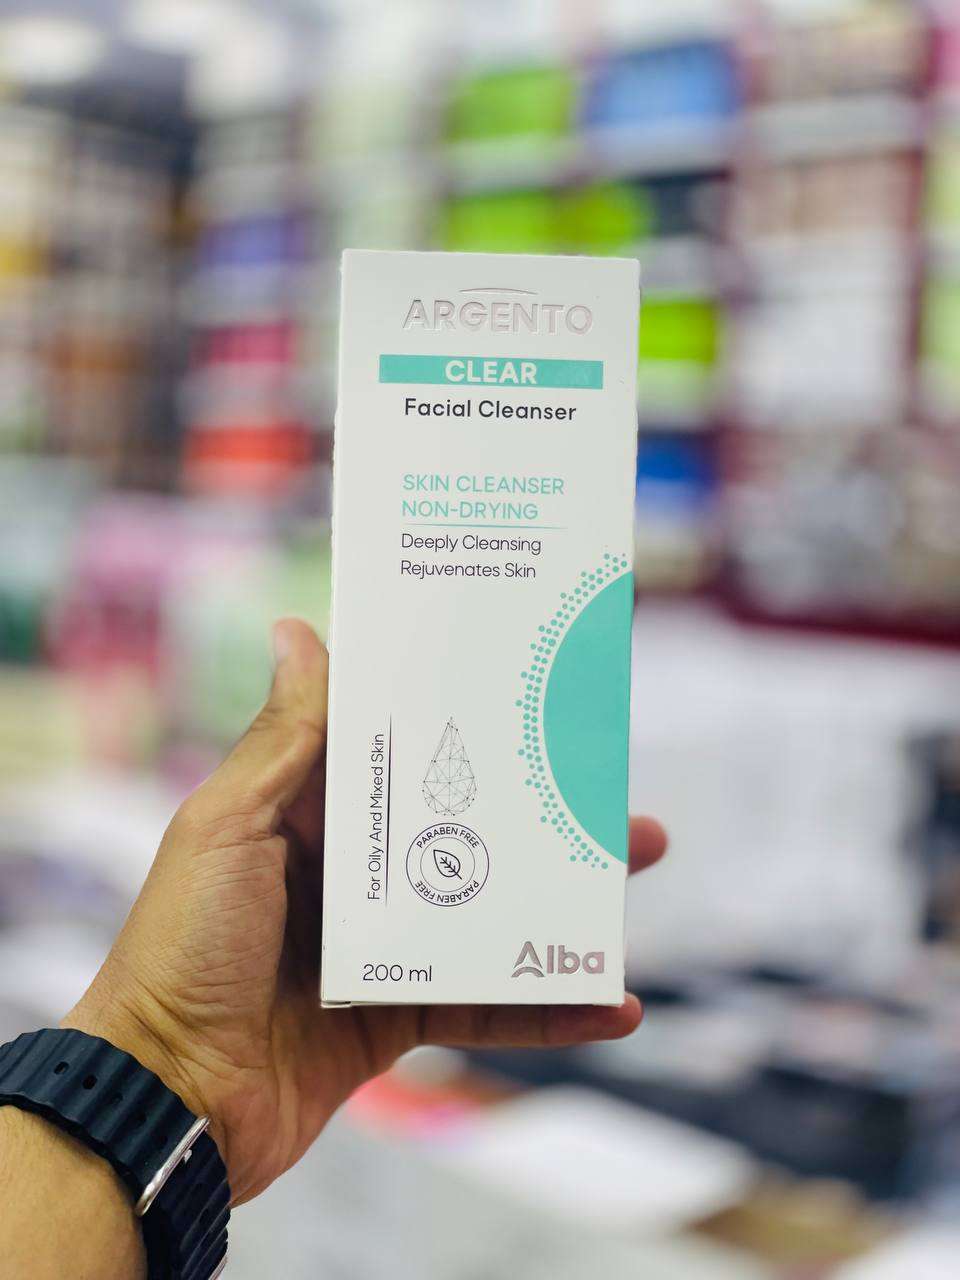 ARGENTO
CLEAR
Facial Cleanser
SKIN CLEANSER
NON-DRYING
Deeply Cleansing
Rejuvenates Skin
For Oily And Mixed Skin
PARABEN FREE
PARABEN FREE
200 ml
Alba